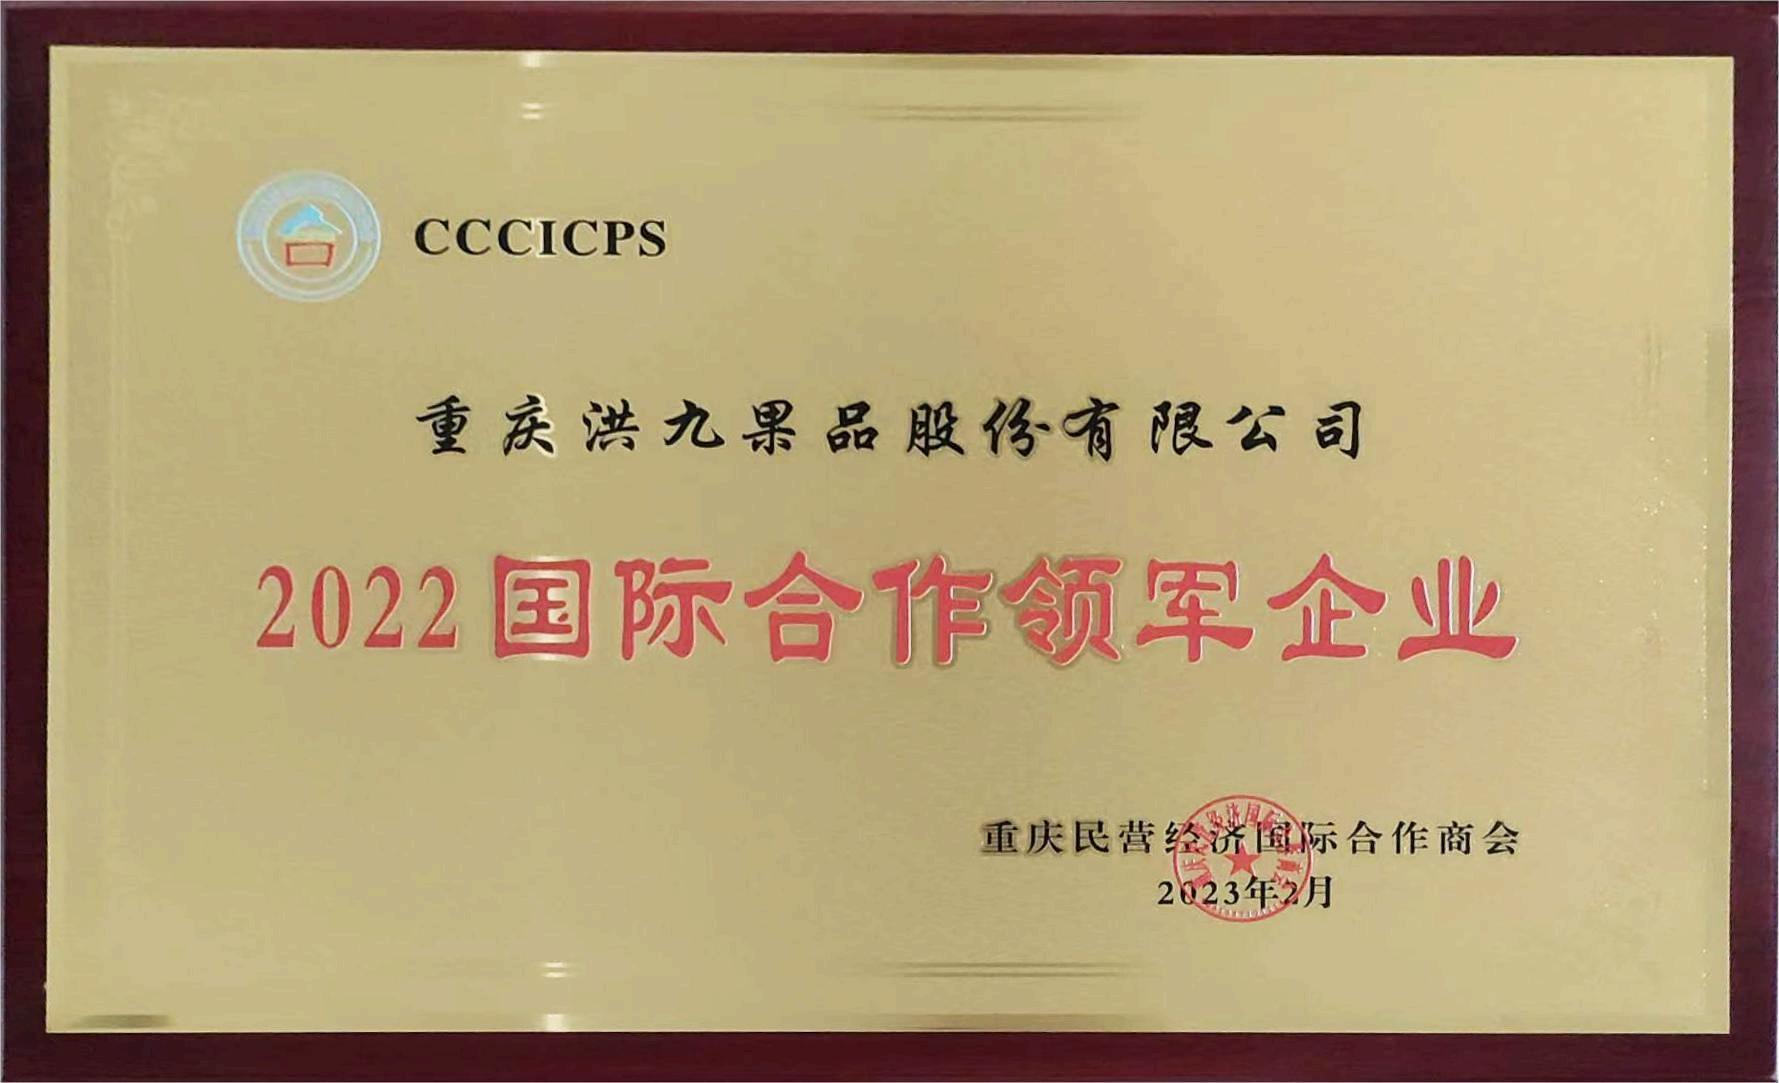 CCCICPS
重庆洪九果品股份有限公司
2022国际合作领军企业
重庆民营经济国际合作商会
2023年2月